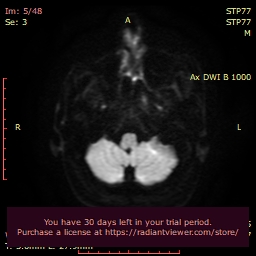 Im: 5/48
STP77
Se: 3
STP77
A
M
Ax DWI B 1000
R
L
You have 30 days left in your trial period.
Purchase a license at https://radiantviewer.com/store/